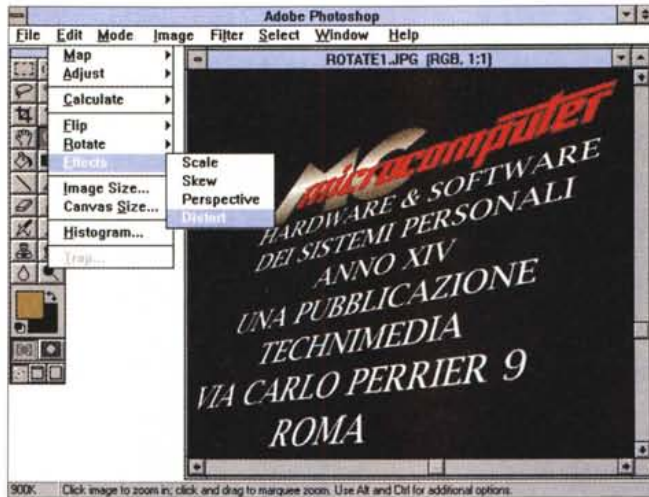 Adobe Photoshop
File Edit Mode Image Filter Select Window Help
Map
Adjust
Calculate
Flip
Rotate
Effects
Image Size...
Canvas Size...
Histogram...
Trap...
Scale
Skew
Perspective
Distort
ROTATE1.JPG (RGB, 1:1)
MC
microcomputer
HARDWARE & SOFTWARE
DEI SISTEMI PERSONALI
ANNO XIV
UNA PUBBLICAZIONE
TECHNIMEDIA
VIA CARLO PERRIER 9
ROMA
900K Click image to zoom in; click and drag to marquee zoom. Use Alt and Ctrl for additional options.